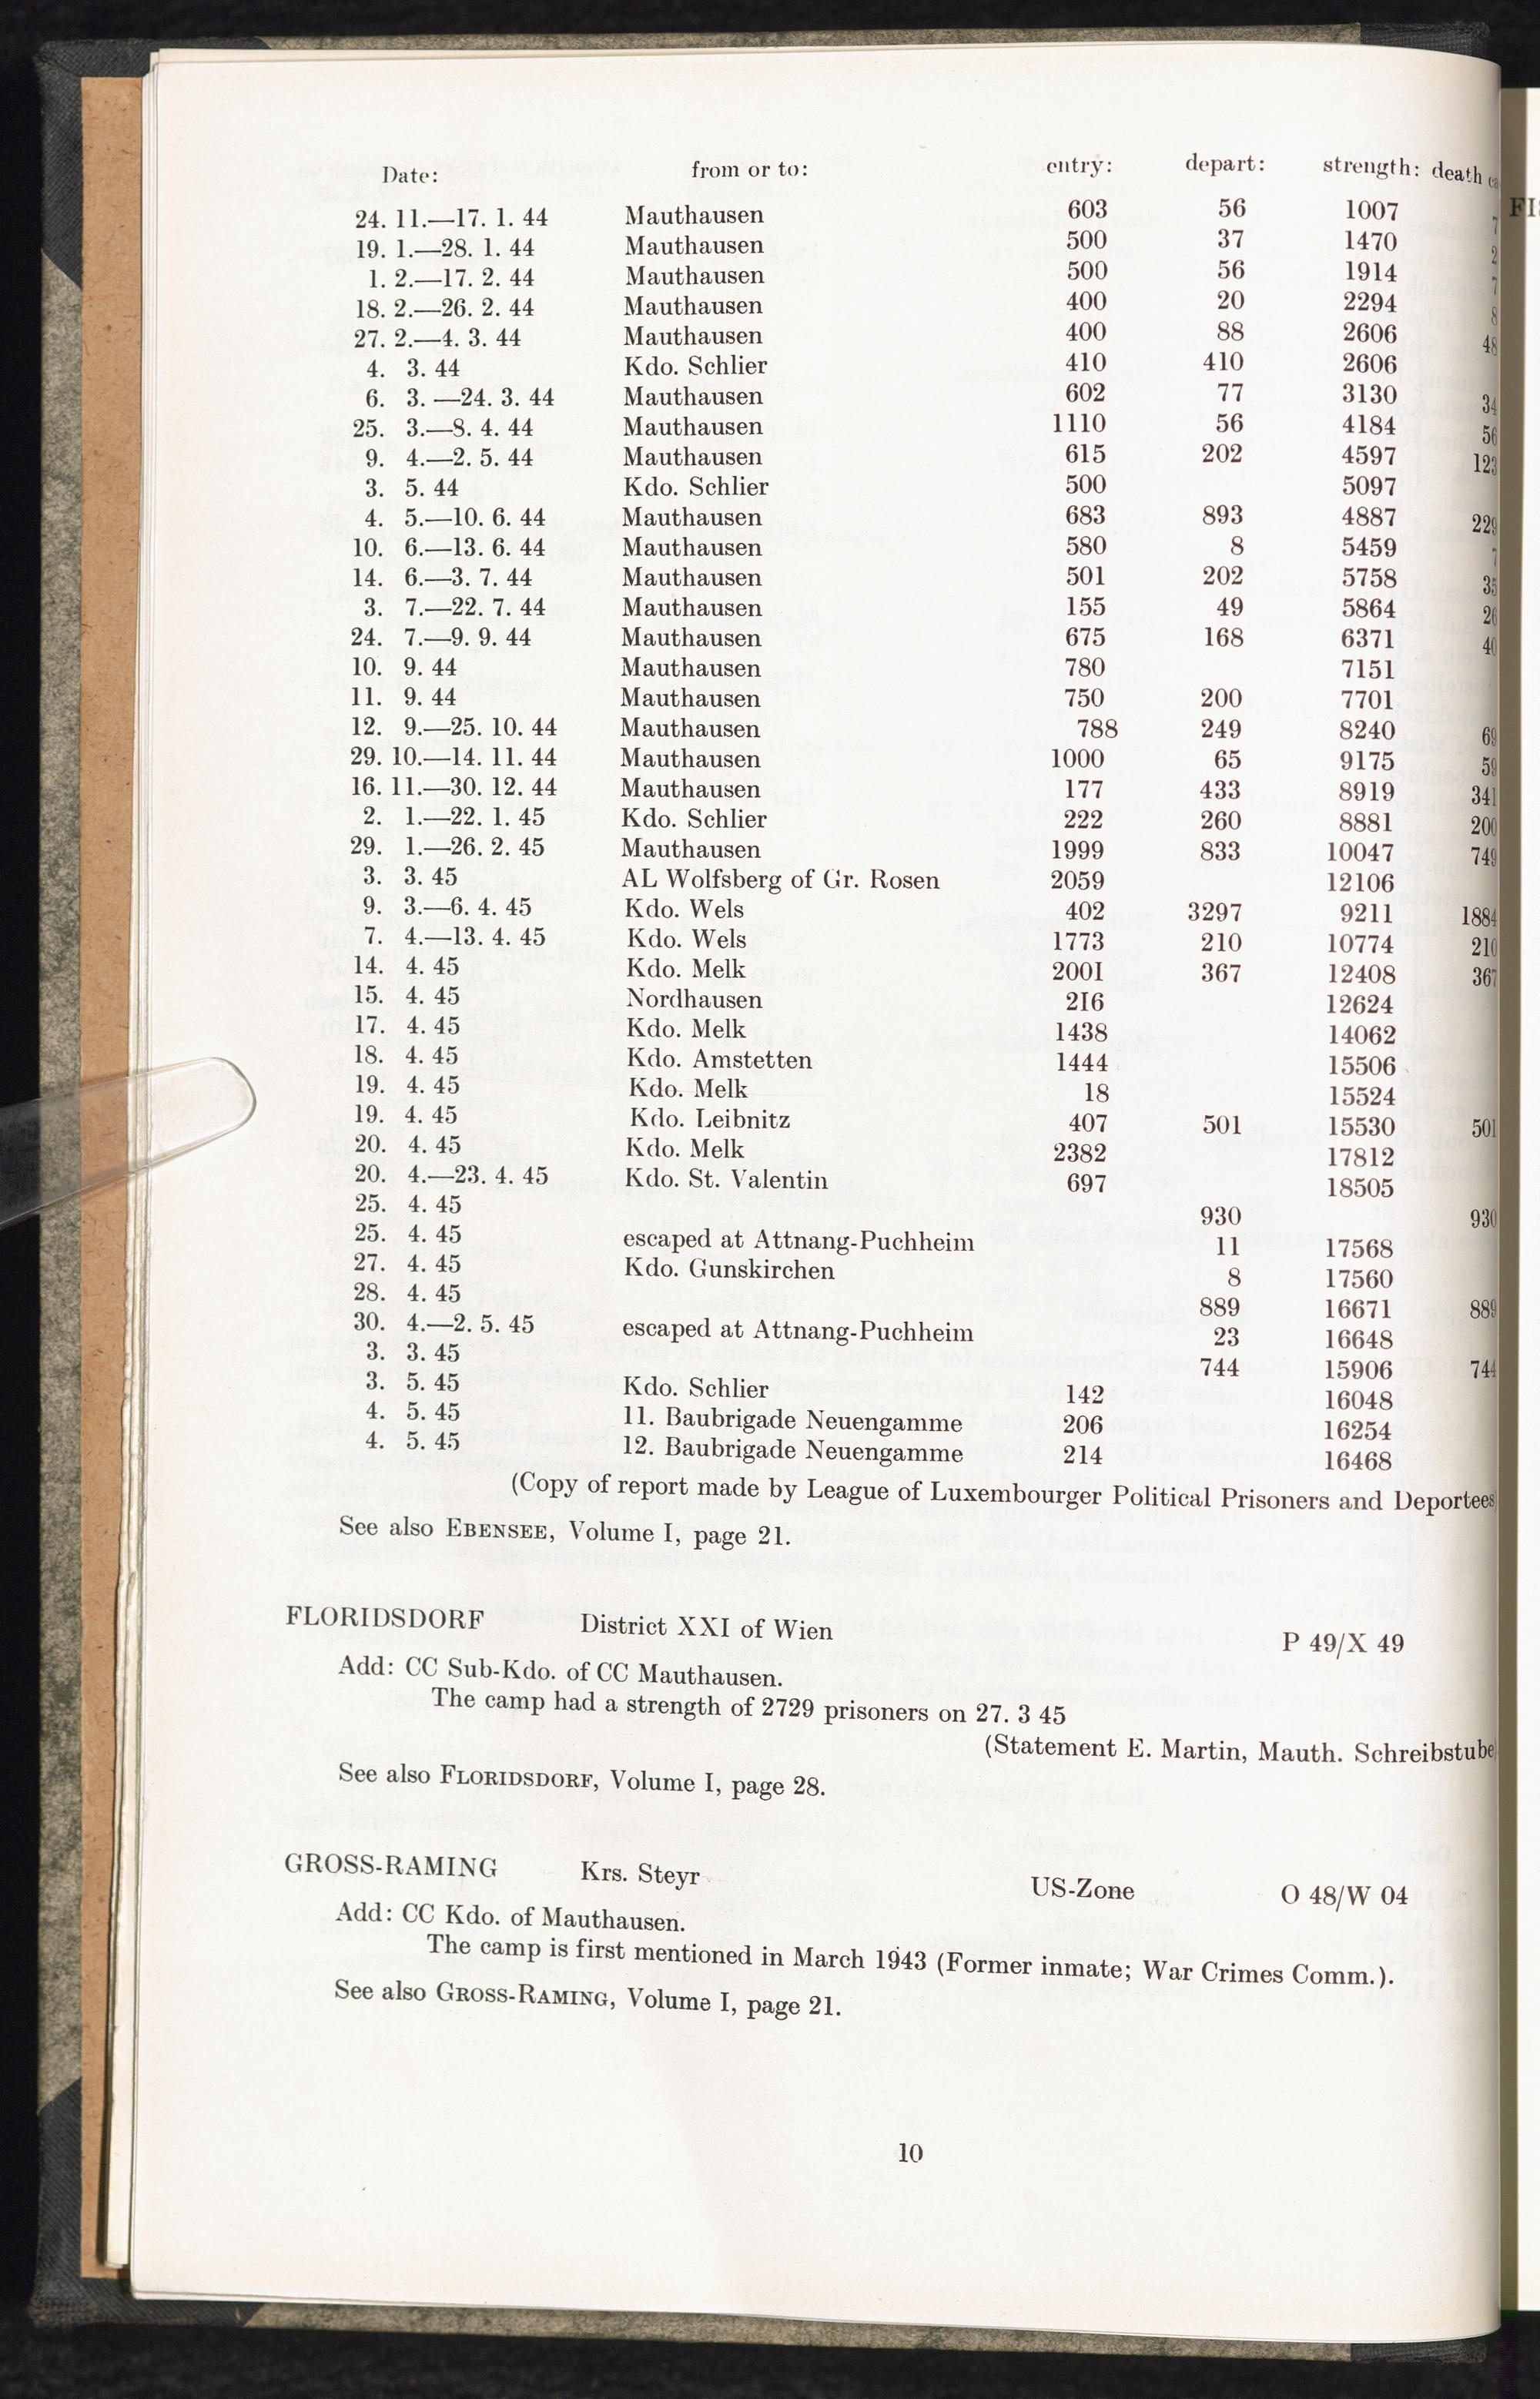 Date: from or to: entry: depart: strength: death
24. 11.—17. 1. 44 Mauthausen 603 56 1007 7
19. 1.—28. 1. 44 Mauthausen 500 37 1470 2
1. 2.—17. 2. 44 Mauthausen 500 56 1914 7
18. 2.—26. 2. 44 Mauthausen 400 20 2294 8
27. 2.—4. 3. 44 Mauthausen 400 88 2606 48
4. 3. 44 Kdo. Schlier 410 410 2606
6. 3. —24. 3. 44 Mauthausen 602 77 3130 34
25. 3.—8. 4. 44 Mauthausen 1110 56 4184 56
9. 4.—2. 5. 44 Mauthausen 615 202 4597 123
3. 5. 44 Kdo. Schlier 500 5097
4. 5.—10. 6. 44 Mauthausen 683 893 4887 229
10. 6.—13. 6. 44 Mauthausen 580 8 5459 7
14. 6.—3. 7. 44 Mauthausen 501 202 5758 35
3. 7.—22. 7. 44 Mauthausen 155 49 5864 26
24. 7.—9. 9. 44 Mauthausen 675 168 6371 40
10. 9. 44 Mauthausen 780 7151
11. 9. 44 Mauthausen 750 200 7701
12. 9.—25. 10. 44 Mauthausen 788 249 8240 69
29. 10.—14. 11. 44 Mauthausen 1000 65 9175 59
16. 11.—30. 12. 44 Mauthausen 177 433 8919 341
2. 1.—22. 1. 45 Kdo. Schlier 222 260 8881 200
29. 1.—26. 2. 45 Mauthausen 1999 833 10047 749
3. 3. 45 AL Wolfsberg of Gr. Rosen 2059 12106
9. 3.—6. 4. 45 Kdo. Wels 402 3297 9211 1884
7. 4.—13. 4. 45 Kdo. Wels 1773 210 10774 210
14. 4. 45 Kdo. Melk 2001 367 12408 367
15. 4. 45 Nordhausen 216 12624
17. 4. 45 Kdo. Melk 1438 14062
18. 4. 45 Kdo. Amstetten 1444 15506
19. 4. 45 Kdo. Melk 18 15524
19. 4. 45 Kdo. Leibnitz 407 501 15530 501
20. 4. 45 Kdo. Melk 2382 17812
20. 4.—23. 4. 45 Kdo. St. Valentin 697 18505
25. 4. 45 930 930
25. 4. 45 escaped at Attnang-Puchheim 11 17568
27. 4. 45 Kdo. Gunskirchen 8 17560
28. 4. 45 889 16671 889
30. 4.—2. 5. 45 escaped at Attnang-Puchheim 23 16648
3. 3. 45 744 15906 744
3. 5. 45 Kdo. Schlier 142 16048
4. 5. 45 11. Baubrigade Neuengamme 206 16254
4. 5. 45 12. Baubrigade Neuengamme 214 16468
(Copy of report made by League of Luxembourger Political Prisoners and Deportees
See also EBENSEE, Volume I, page 21.
FLORIDSDORF District XXI of Wien P 49/X 49
Add: CC Sub-Kdo. of CC Mauthausen.
The camp had a strength of 2729 prisoners on 27. 3 45
(Statement E. Martin, Mauth. Schreibstube
See also FLORIDSDORF, Volume I, page 28.
GROSS-RAMING Krs. Steyr US-Zone O 48/W 04
Add: CC Kdo. of Mauthausen.
The camp is first mentioned in March 1943 (Former inmate; War Crimes Comm.).
See also GROSS-RAMING, Volume I, page 21.
10